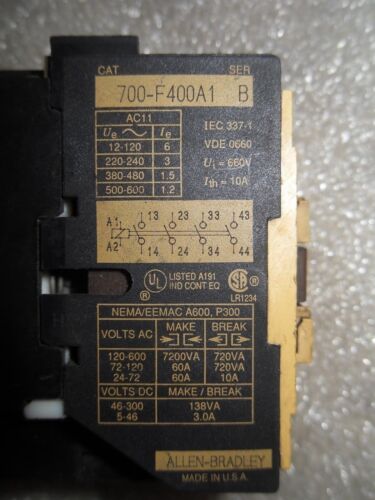 CAT SER
700-F400A1 B
AC11
Ue Ie
12-120 6
220-240 3
380-480 1.5
500-600 1.2
IEC 337-1
VDE 0660
Ui = 660V
Ith = 10A
A1 13 23 33 43
A2 14 24 34 44
UL ® LISTED A191
IND CONT EQ
SA ®
LR1234
NEMA/EEMAC A600, P300
VOLTS AC MAKE BREAK
120-600 7200VA 720VA
72-120 60A 720VA
24-72 60A 10A
VOLTS DC MAKE / BREAK
46-300 138VA
5-46 3.0A
ALLEN-BRADLEY
MADE IN U.S.A.